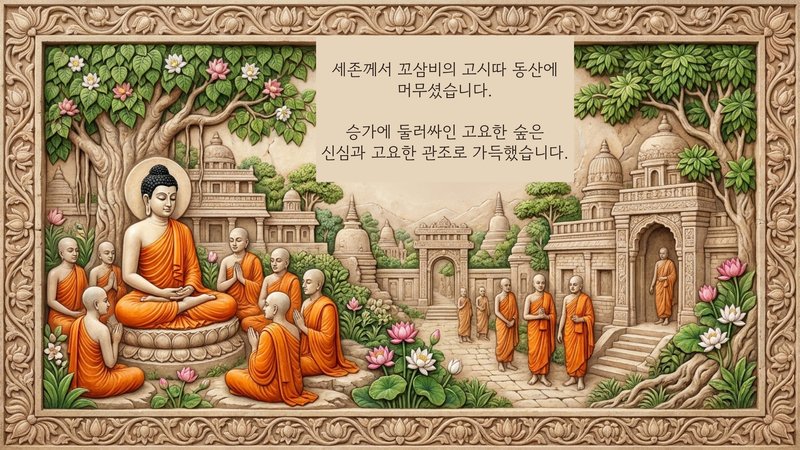 세존께서 꼬삼비의 고시따 동산에
머무셨습니다.
승가에 둘러싸인 고요한 숲은
신심과 고요한 관조로 가득했습니다.